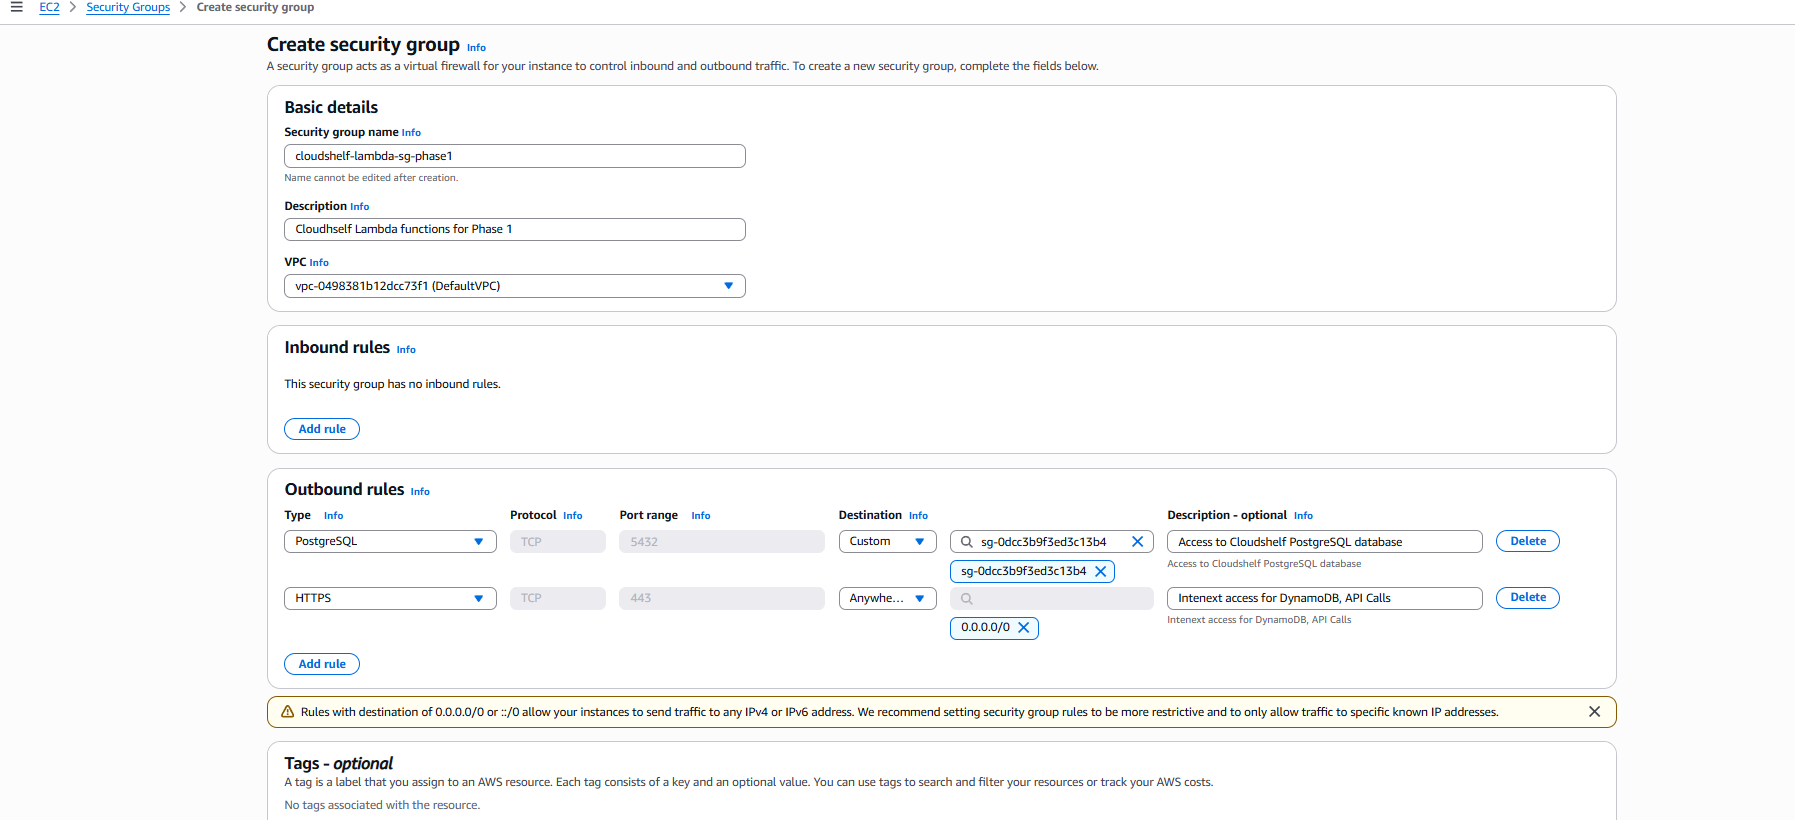 EC2 > Security Groups > Create security group
Create security group Info
A security group acts as a virtual firewall for your instance to control inbound and outbound traffic. To create a new security group, complete the fields below.
Basic details
Security group name Info
cloudshelf-lambda-sg-phase1
Name cannot be edited after creation.
Description Info
Cloudhself Lambda functions for Phase 1
VPC Info
vpc-0498381b12dcc73f1 (DefaultVPC)
Inbound rules Info
This security group has no inbound rules.
Add rule
Outbound rules Info
Type Info Protocol Info Port range Info Destination Info Description - optional Info
PostgreSQL TCP 5432 Custom sg-0dcc3b9f3ed3c13b4 Access to Cloudshelf PostgreSQL database Delete
Access to Cloudshelf PostgreSQL database
sg-0dcc3b9f3ed3c13b4
HTTPS TCP 443 Anywhe... Intenext access for DynamoDB, API Calls Delete
Intenext access for DynamoDB, API Calls
0.0.0.0/0
Add rule
Rules with destination of 0.0.0.0/0 or ::/0 allow your instances to send traffic to any IPv4 or IPv6 address. We recommend setting security group rules to be more restrictive and to only allow traffic to specific known IP addresses.
Tags - optional
A tag is a label that you assign to an AWS resource. Each tag consists of a key and an optional value. You can use tags to search and filter your resources or track your AWS costs.
No tags associated with the resource.